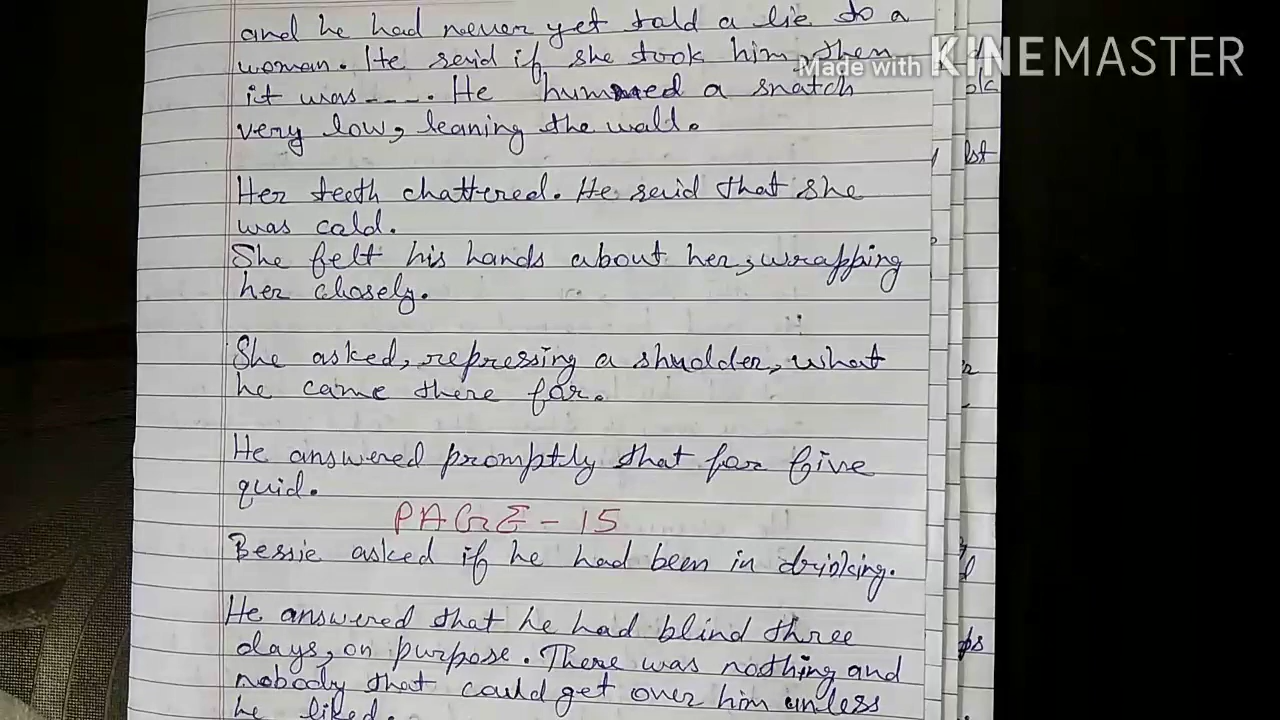 and he had never yet told a lie to a
woman. He said if she took him, then
Made with KINEMASTER
it was ----. He hummed a snatch
very low, leaning the wall.
Her teeth chattered. He said that she
was cold.
She felt his hands about her, wrapping
her closely.
She asked, repressing a shudder, what
he came there for.
He answered promptly that for five
quid.
PAGE - 15
Bessie asked if he had been in drinking.
He answered that he had blind three
days, on purpose. There was nothing and
nobody that could get over him unless
he liked.